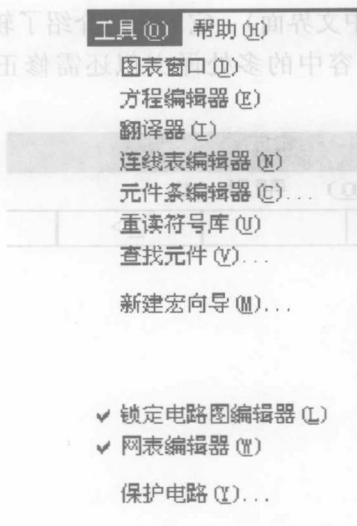 工具(O) 帮助(H)
图表窗口(D)
方程编辑器(E)
翻译器(I)
连线表编辑器(N)
元件条编辑器(C)...
重读符号库(U)
查找元件(V)...
新建宏向导(M)...
✓ 锁定电路图编辑器(L)
✓ 网表编辑器(W)
保护电路(Y)...